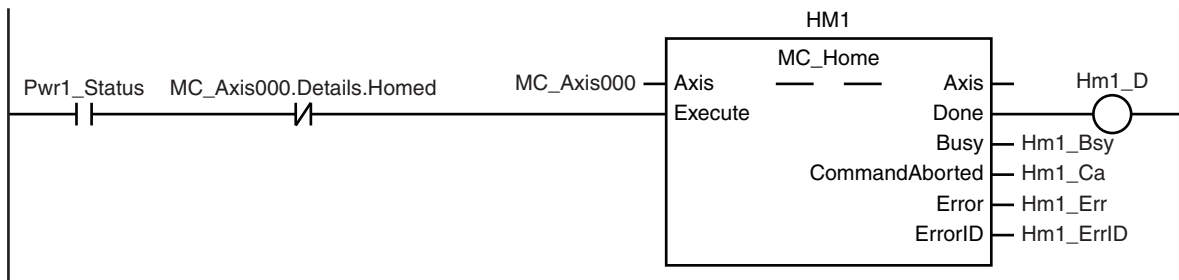 HM1
MC_Home
Pwr1_Status MC_Axis000.Details.Homed MC_Axis000 Axis Axis Hm1_D
Execute Done
Busy Hm1_Bsy
CommandAborted Hm1_Ca
Error Hm1_Err
ErrorID Hm1_ErrID